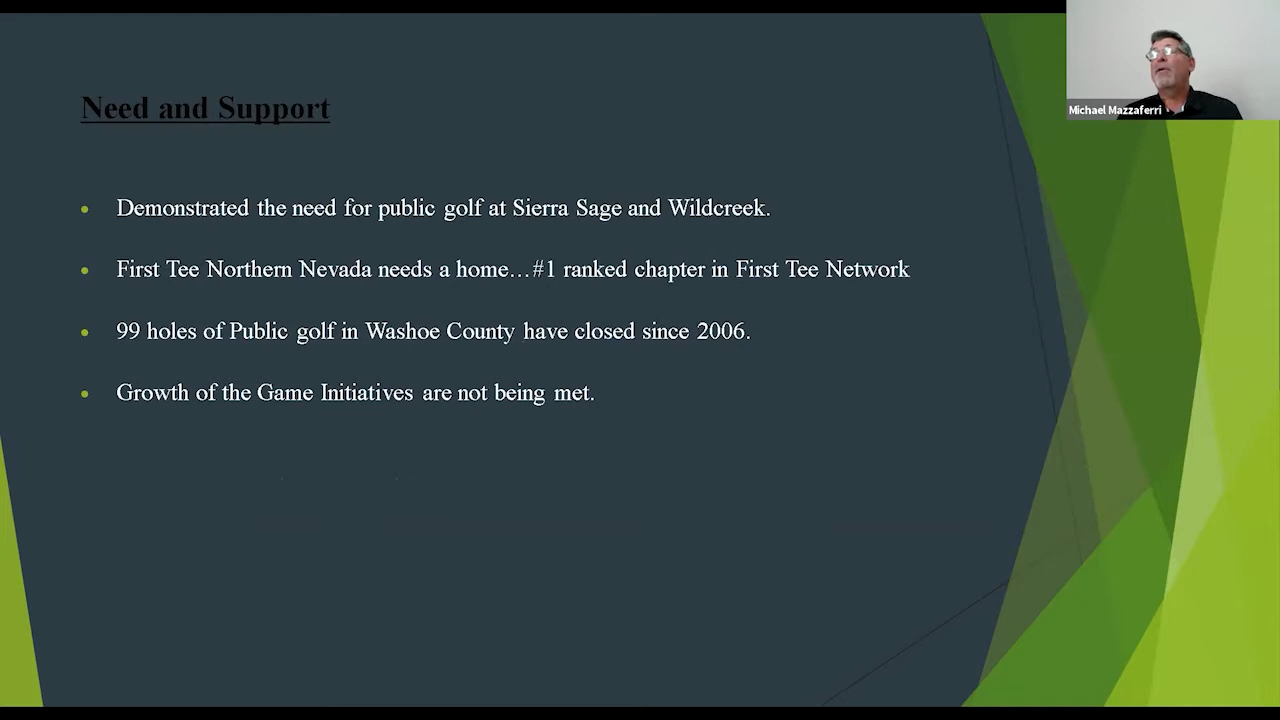 Michael Mazzaferri
Need and Support
Demonstrated the need for public golf at Sierra Sage and Wildcreek.
First Tee Northern Nevada needs a home…#1 ranked chapter in First Tee Network
99 holes of Public golf in Washoe County have closed since 2006.
Growth of the Game Initiatives are not being met.